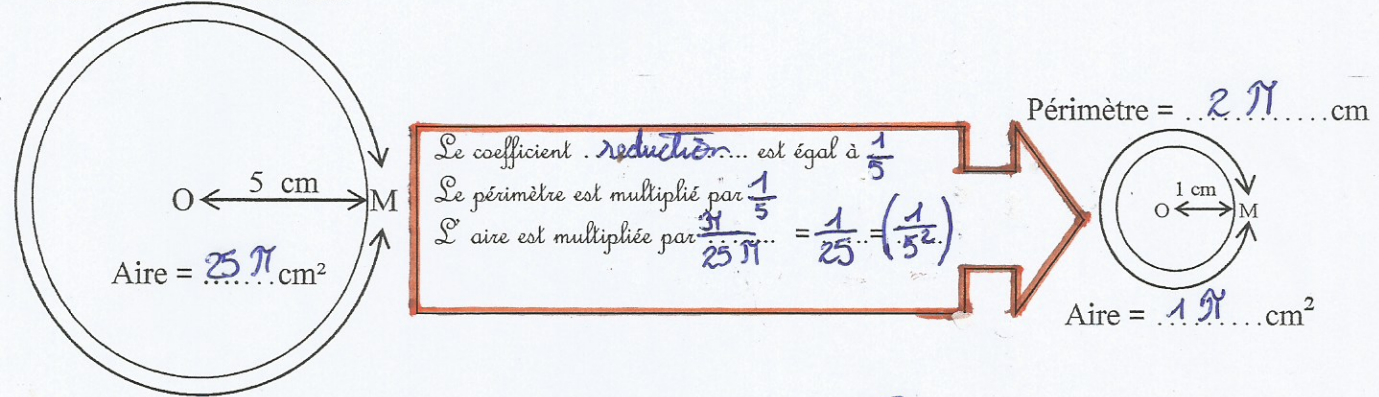 O 5 cm M
Aire = 25 π cm²
Le coefficient . reduction.... est égal à 1/5
Le périmètre est multiplié par 1/5
L' aire est multipliée par π/25 π = 1/25 = (1/5²)
Périmètre = ..2 π.........cm
O 1 cm M
Aire = ..1 π......cm²